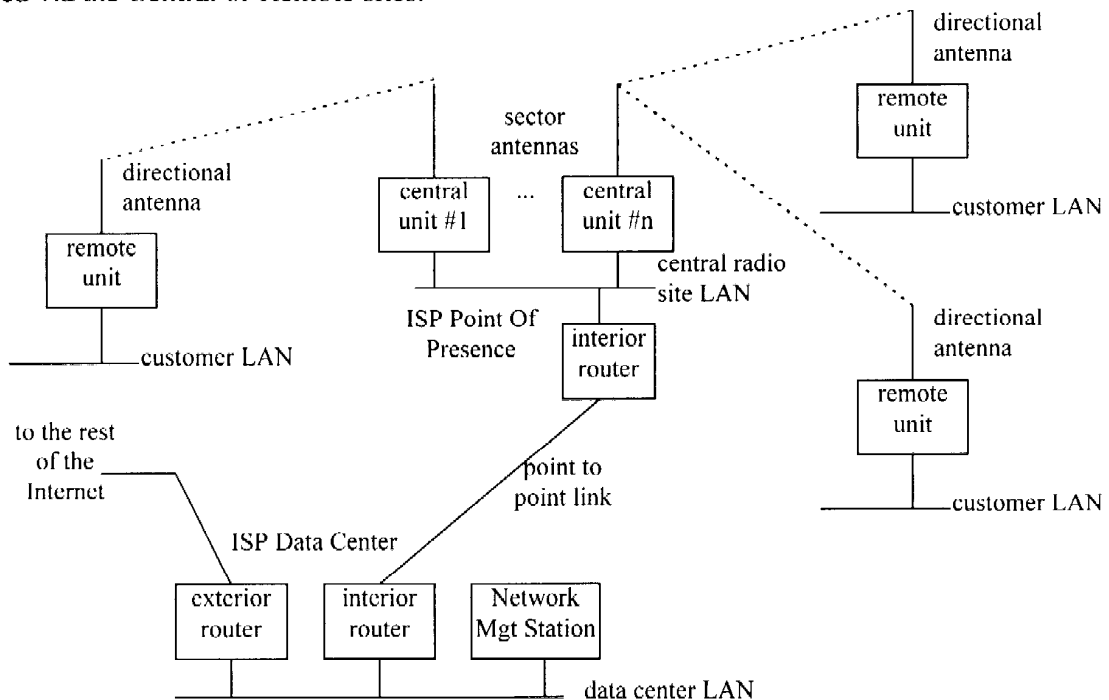 directional
antenna
remote
unit
customer LAN
sector
antennas
directional
antenna
central
unit #1
...
central
unit #n
central radio
site LAN
remote
unit
customer LAN
ISP Point Of
Presence
interior
router
directional
antenna
remote
unit
customer LAN
to the rest
of the
Internet
point to
point link
ISP Data Center
exterior
router
interior
router
Network
Mgt Station
data center LAN